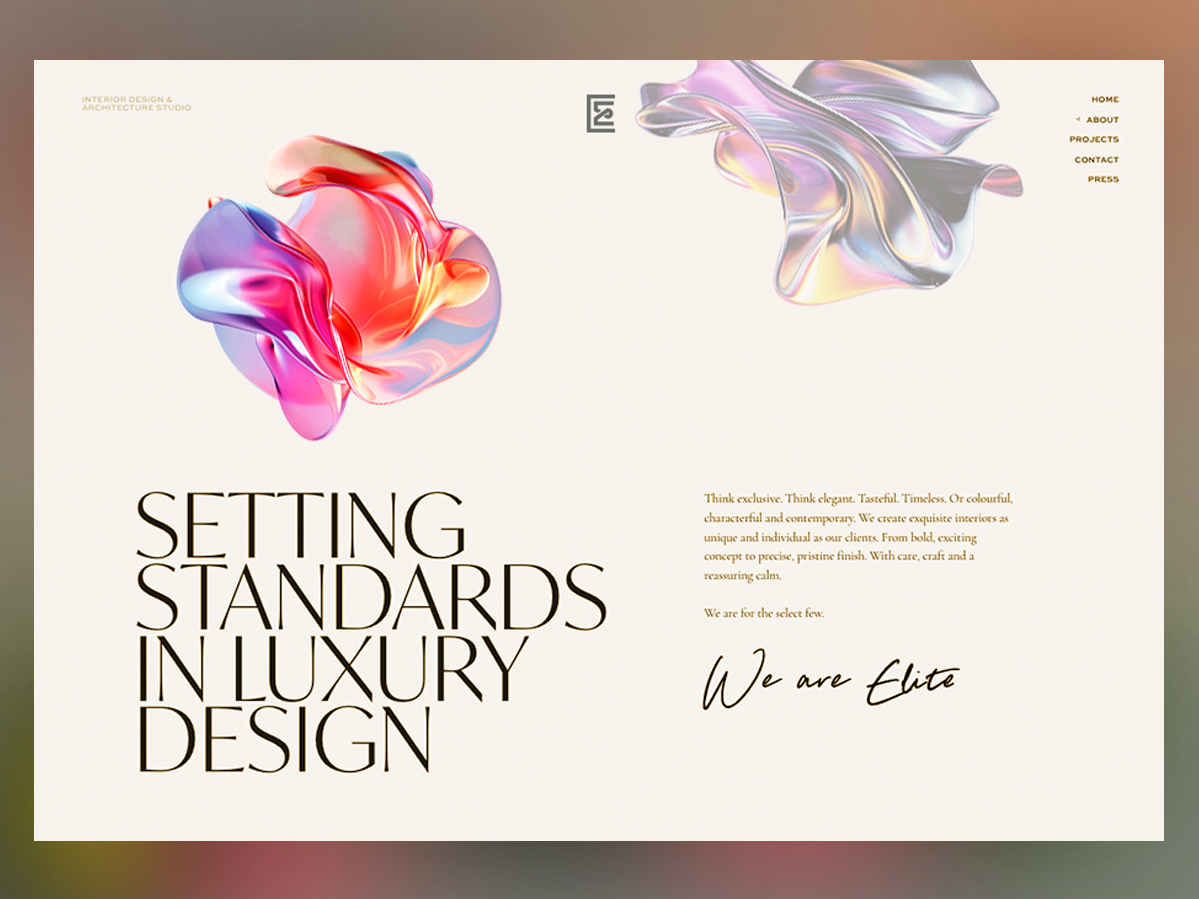 INTERIOR DESIGN &
ARCHITECTURE STUDIO
HOME
ABOUT
PROJECTS
CONTACT
PRESS
SETTING
STANDARDS
IN LUXURY
DESIGN
Think exclusive. Think elegant. Tasteful. Timeless. Or colourful,
characterful and contemporary. We create exquisite interiors as
unique and individual as our clients. From bold, exciting
concept to precise, pristine finish. With care, craft and a
reassuring calm.
We are for the select few.
We are Elite